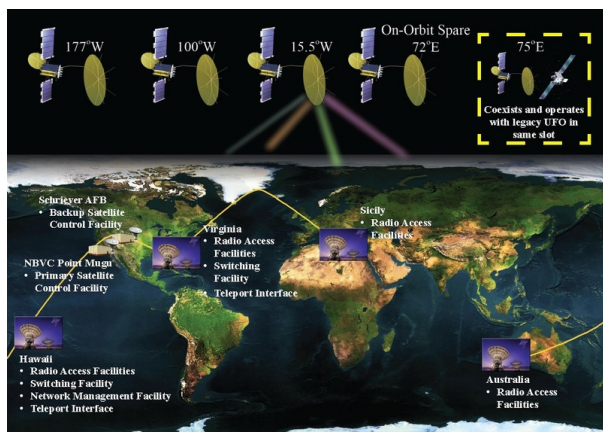 177°W
100°W
15.5°W
On-Orbit Spare
72°E
75°E
Coexists and operates
with legacy UFO in
same slot
Schriever AFB
• Backup Satellite
Control Facility
NBVC Point Mugu
• Primary Satellite
Control Facility
Virginia
• Radio Access
Facilities
• Switching
Facility
• Teleport Interface
Sicily
• Radio Access
Facilities
Hawaii
• Radio Access Facilities
• Switching Facility
• Network Management Facility
• Teleport Interface
Australia
• Radio Access
Facilities